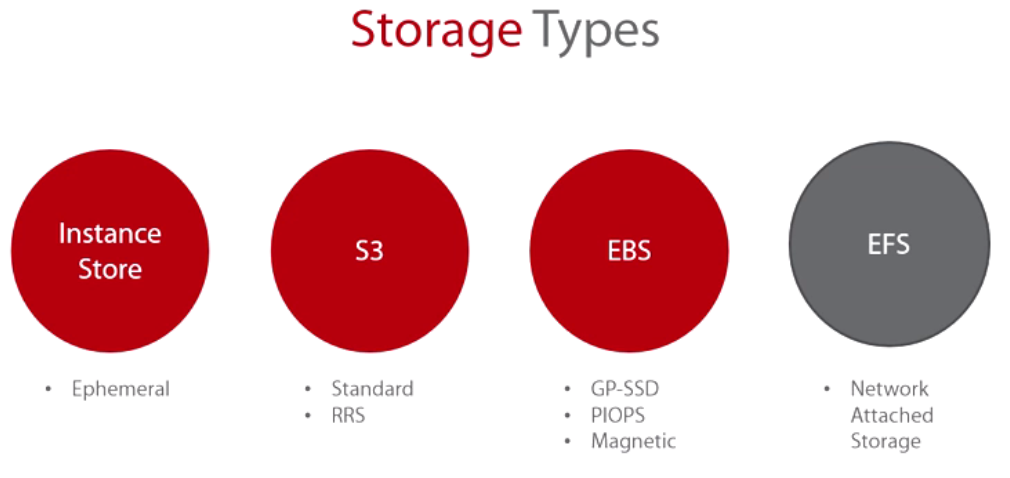 Storage Types
Instance
Store
S3
EBS
EFS
• Ephemeral
• Standard
• RRS
• GP-SSD
• PIOPS
• Magnetic
• Network
Attached
Storage